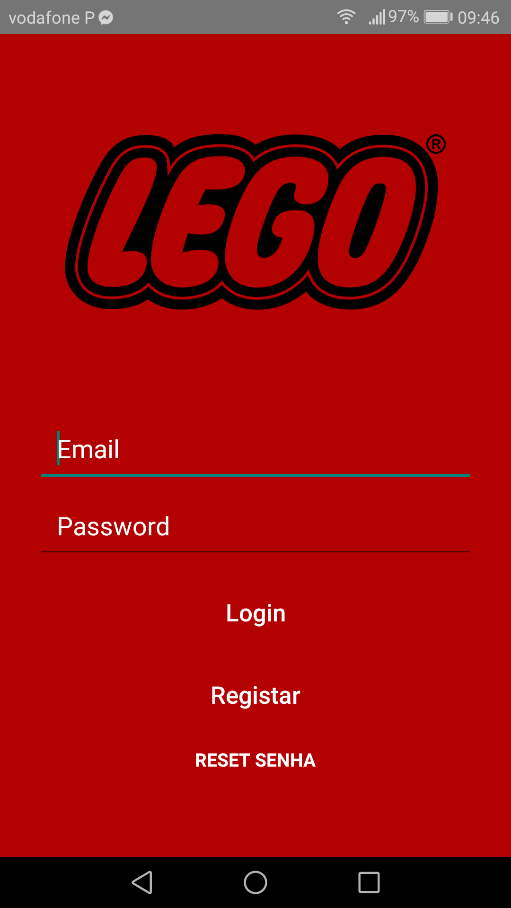 vodafone P 97% 09:46
LEGO®
Email
Password
Login
Registar
RESET SENHA